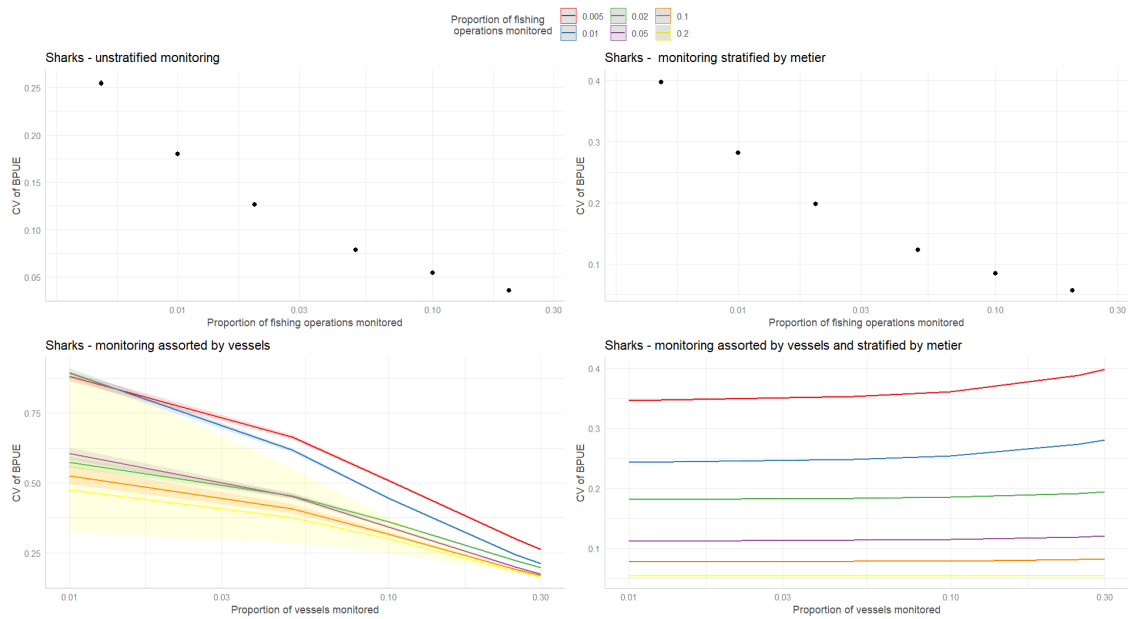 Proportion of fishing
operations monitored
0.005 0.02 0.1
0.01 0.05 0.2
Sharks - unstratified monitoring
CV of BPUE
0.25
0.20
0.15
0.10
0.05
0.01 0.03 0.10 0.30
Proportion of fishing operations monitored
Sharks -  monitoring stratified by metier
CV of BPUE
0.4
0.3
0.2
0.1
0.01 0.03 0.10 0.30
Proportion of fishing operations monitored
Sharks - monitoring assorted by vessels
CV of BPUE
0.75
0.50
0.25
0.01 0.03 0.10 0.30
Proportion of vessels monitored
Sharks - monitoring assorted by vessels and stratified by metier
CV of BPUE
0.4
0.3
0.2
0.1
0.01 0.03 0.10 0.30
Proportion of vessels monitored